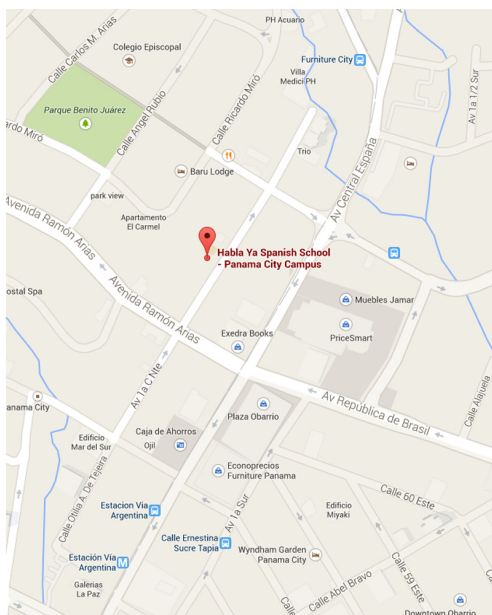 PH Acuario
Calle Carlos M. Arias
Colegio Episcopal
Furniture City
Villa
Medici PH
Av 1a 1/2 Sur
Parque Benito Juárez
Calle Angel Rubio
Calle Ricardo Miró
ardo Miró
Trio
Av Central España
Baru Lodge
park view
Apartamento
El Carmel
Avenida Ramón Arias
Habla Ya Spanish School
- Panama City Campus
ostal Spa
Avenida Ramón Arias
Muebles Jamar
Exedra Books
PriceSmart
Av 1a C Nte
Av República de Brasil
Calle Alajuela
anama City
Plaza Obarrio
Edificio
Mar del Sur
Caja de Ahorros
Ojil
Econoprecios
Furniture Panama
Calle Otilia A. De Tejeira
Calle 60 Este
Estacion Via
Argentina
Av 1a Sur
Edificio
Miyaki
Calle Ernestina
Sucre Tapia
Wyndham Garden
Panama City
Estación Vía
Argentina
Galerias
La Paz
Calle Abel Bravo
Calle 59 Este
Calle
Downtown Obarrio